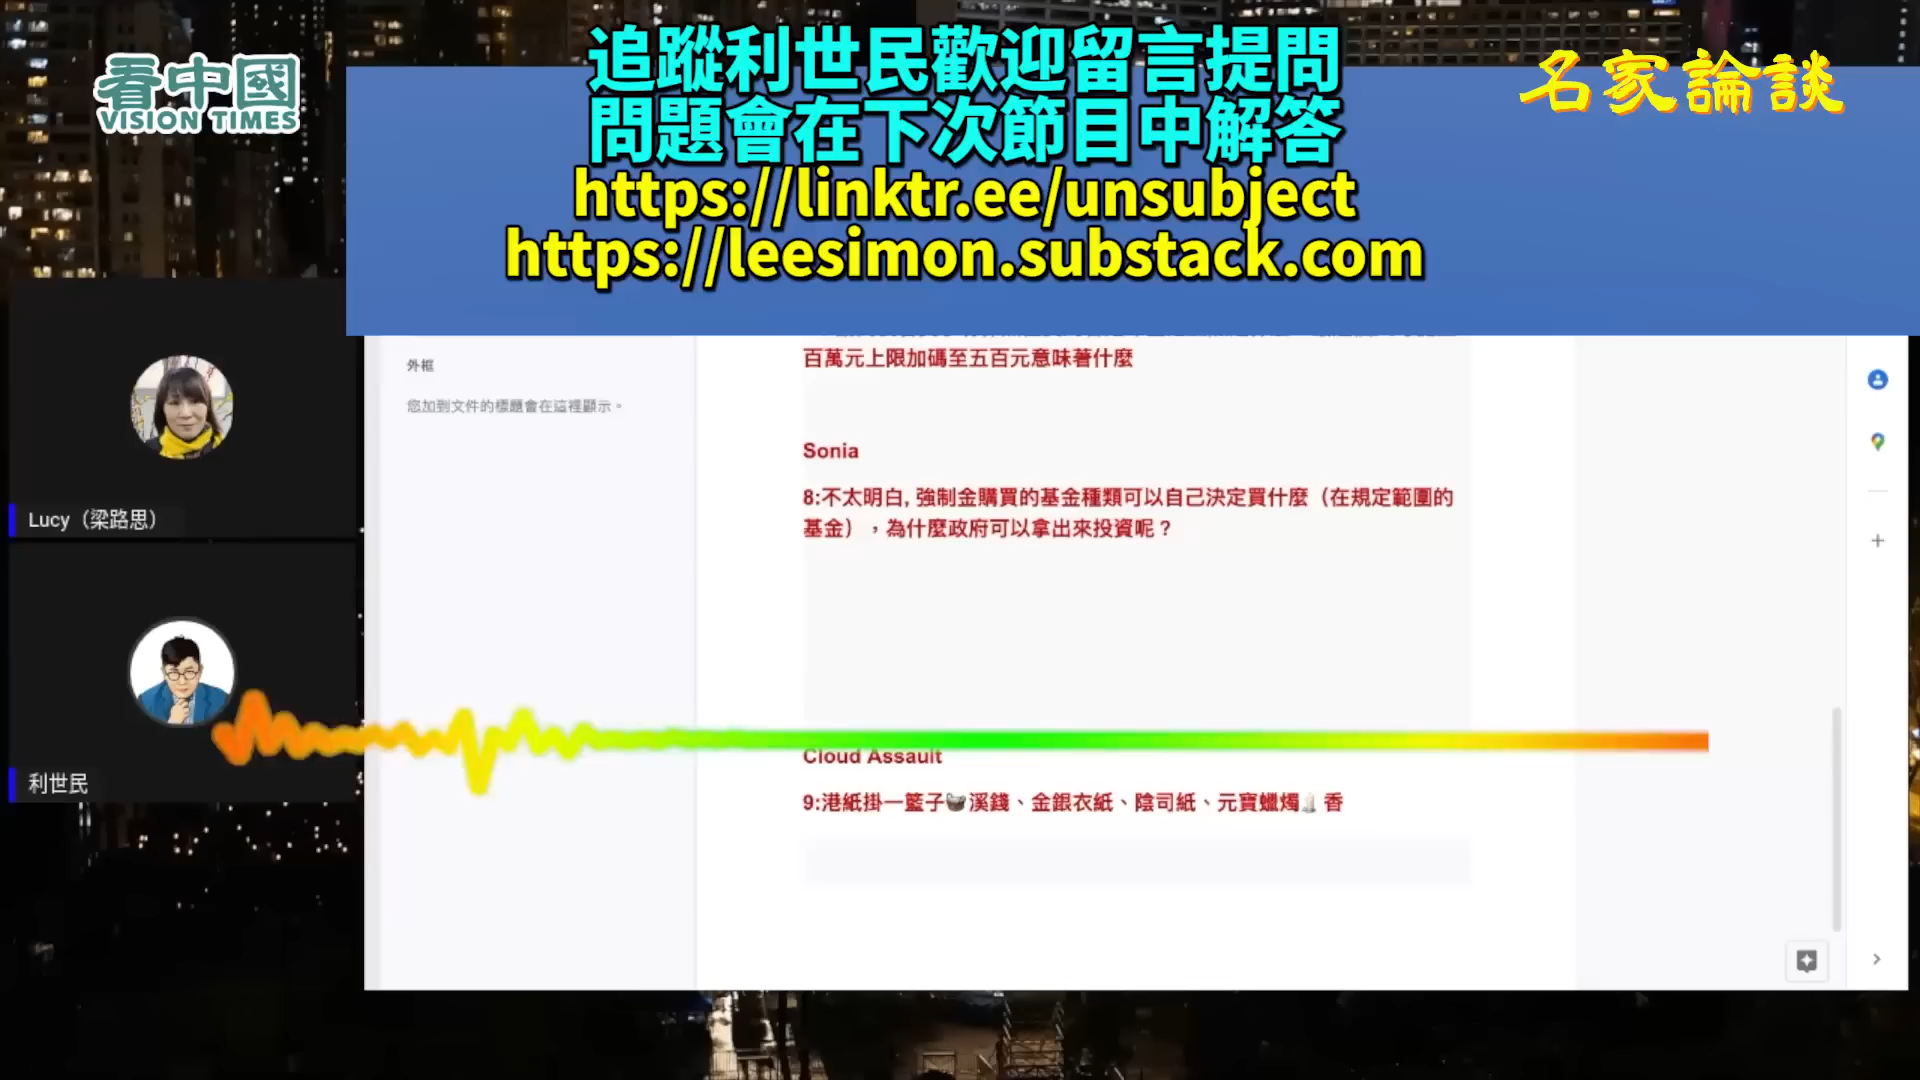 看中國
VISION TIMES
追蹤利世民歡迎留言提問
問題會在下次節目中解答
https://linktr.ee/unsubject
https://leesimon.substack.com
名家論談
外框
您加到文件的標題會在這裡顯示。
百萬元上限加碼至五百元意味著什麼
Sonia
8:不太明白, 強制金購買的基金種類可以自己決定買什麼（在規定範圍的
基金），為什麼政府可以拿出來投資呢？
Lucy（梁路思）
利世民
Cloud Assault
9:港紙掛一籃子🧺溪錢、金銀衣紙、陰司紙、元寶蠟燭🕯️香